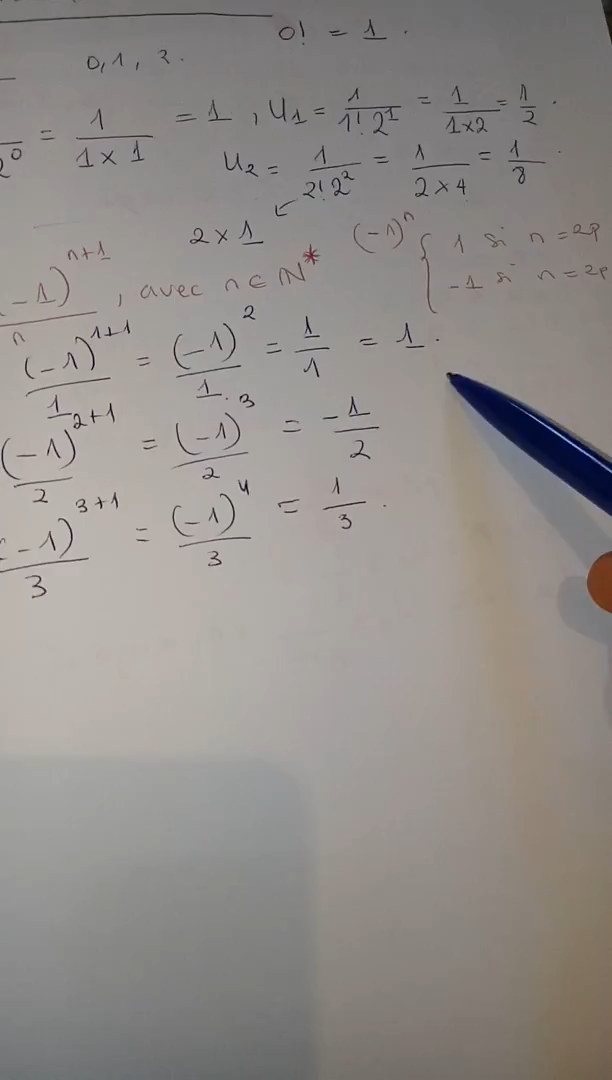 0! = 1 .
0, 1, 2.
2^0 = 1/(1 × 1) = 1 , U1 = 1/(1! 2^1) = 1/(1×2) = 1/2 .
U2 = 1/(2! 2^2) = 1/(2 × 4) = 1/8 .
2 × 1
(-1)^n { 1 si n = 2p
-1 si n = 2p
(-1)^(n+1)/n , avec n ∈ ℕ*
(-1)^(1+1)/1 = (-1)^2/1 = 1/1 = 1 .
(-1)^(2+1)/2 = (-1)^3/2 = -1/2
(-1)^(3+1)/3 = (-1)^4/3 = 1/3 .